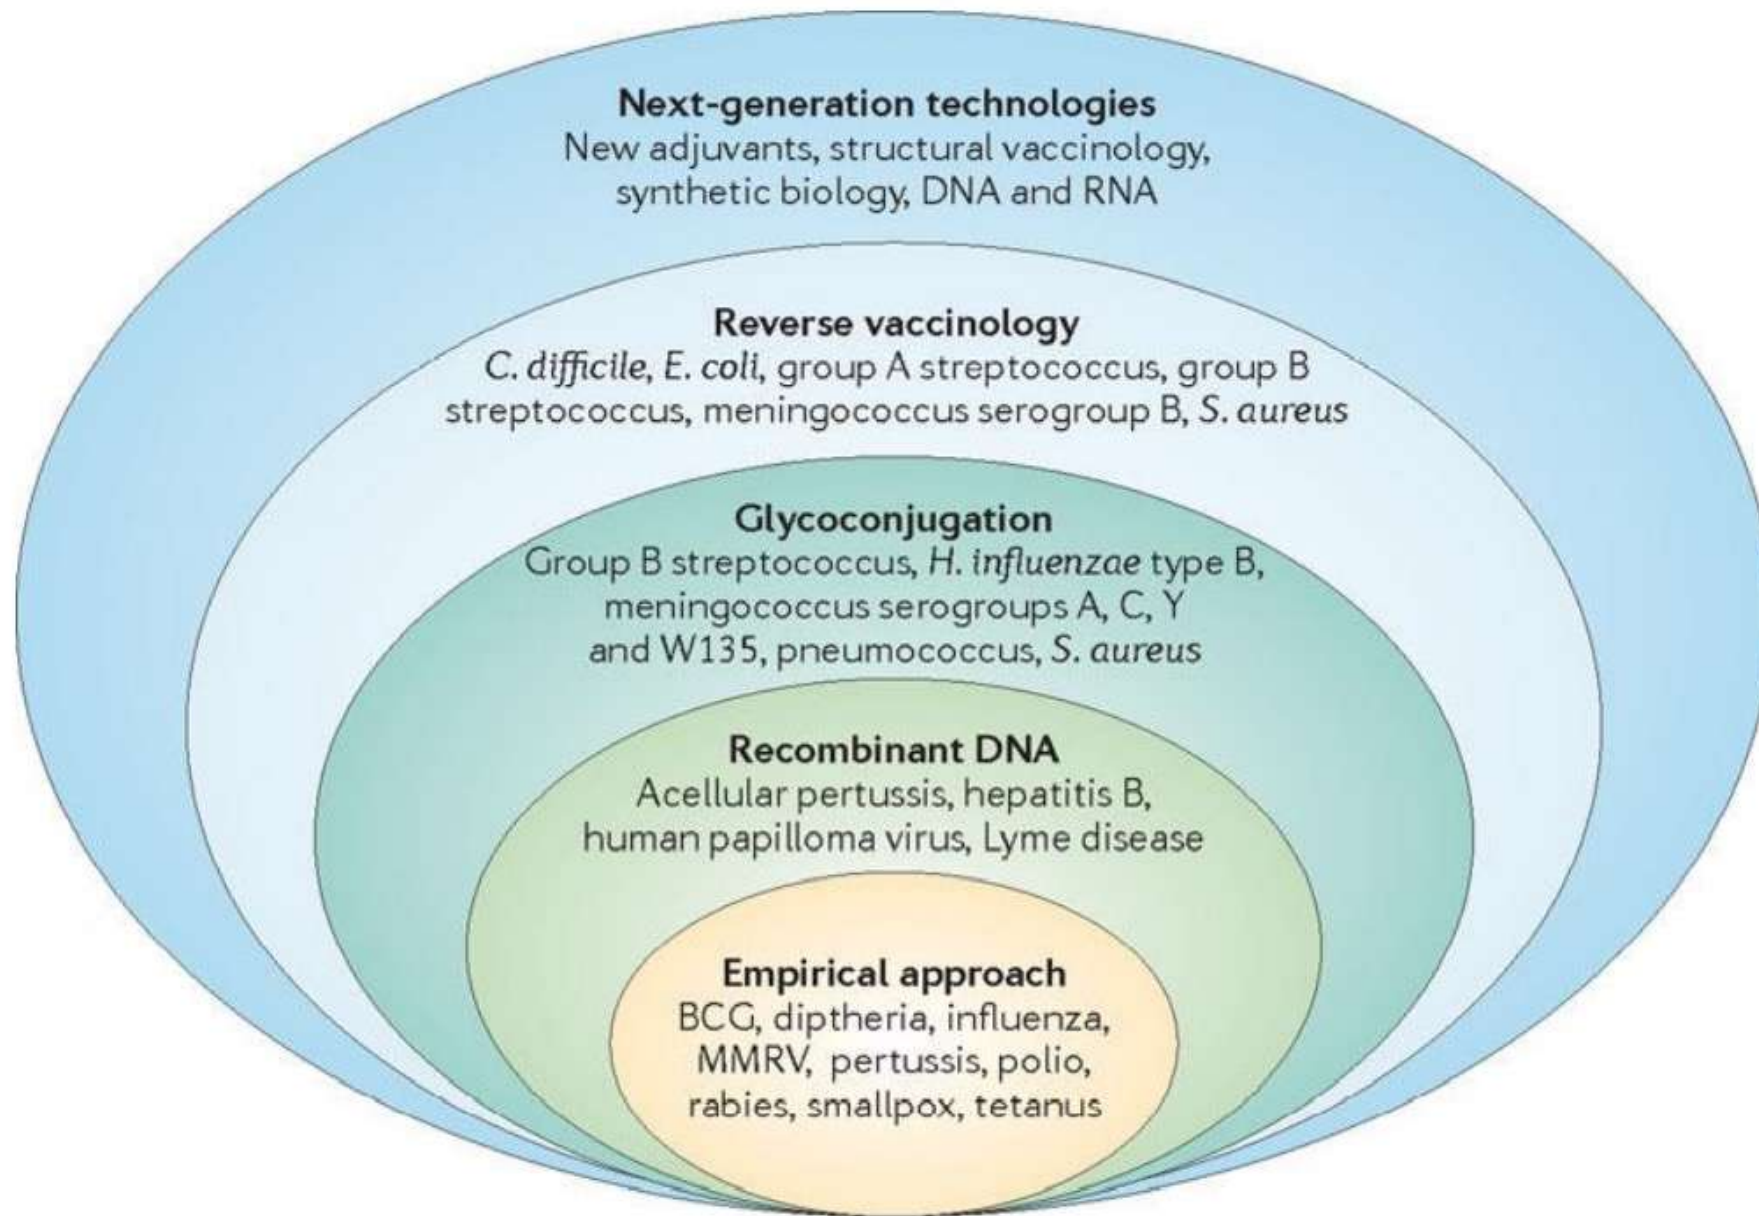 Next-generation technologies
New adjuvants, structural vaccinology,
synthetic biology, DNA and RNA
Reverse vaccinology
C. difficile, E. coli, group A streptococcus, group B
streptococcus, meningococcus serogroup B, S. aureus
Glycoconjugation
Group B streptococcus, H. influenzae type B,
meningococcus serogroups A, C, Y
and W135, pneumococcus, S. aureus
Recombinant DNA
Acellular pertussis, hepatitis B,
human papilloma virus, Lyme disease
Empirical approach
BCG, diptheria, influenza,
MMRV, pertussis, polio,
rabies, smallpox, tetanus